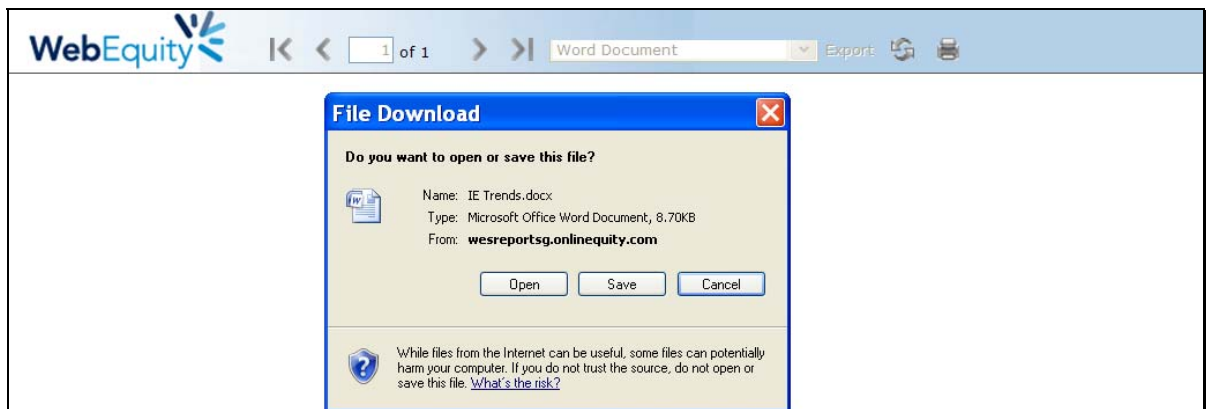 WebEquity 1 of 1 Word Document Export
File Download
Do you want to open or save this file?
Name: IE Trends.docx
Type: Microsoft Office Word Document, 8.70KB
From: wesreportsg.onlinequity.com
Open Save Cancel
While files from the Internet can be useful, some files can potentially
harm your computer. If you do not trust the source, do not open or
save this file. What's the risk?